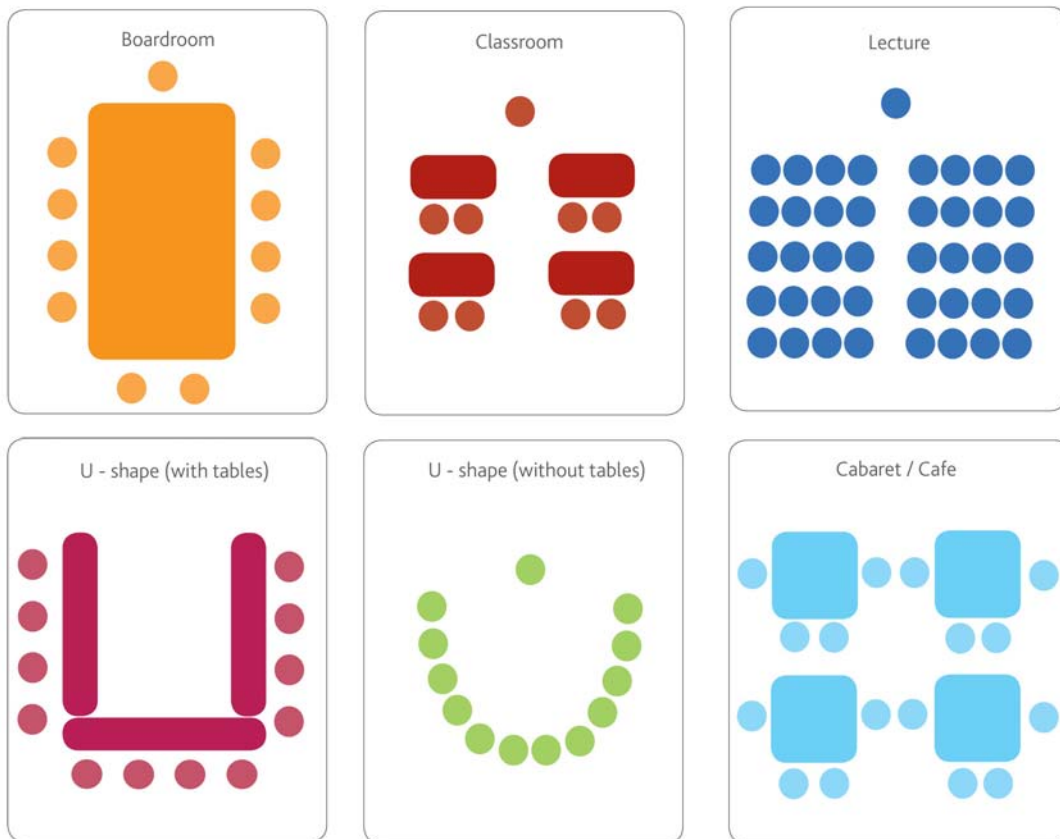 Boardroom
Classroom
Lecture
U - shape (with tables)
U - shape (without tables)
Cabaret / Cafe